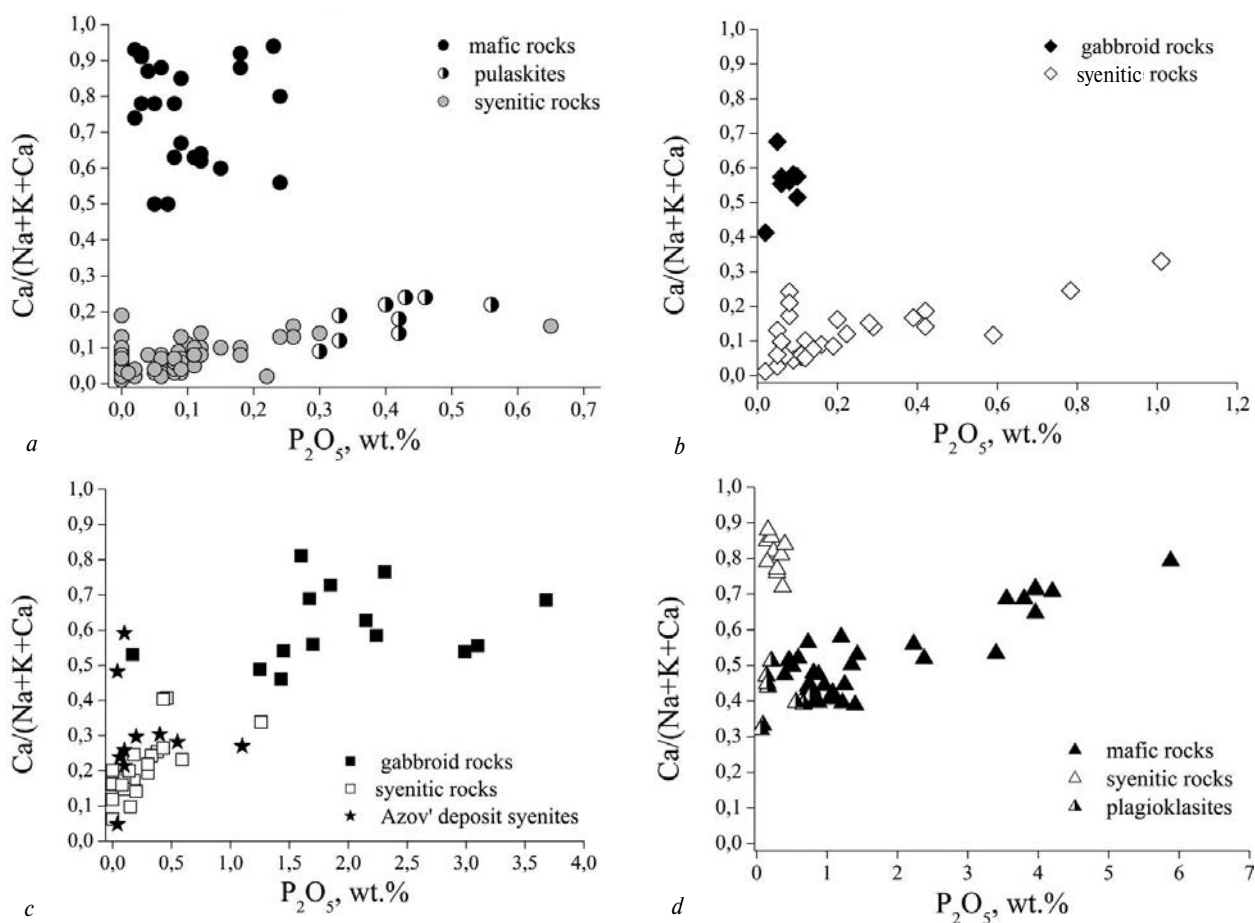 1,0
0,9
0,8
0,7
0,6
0,5
0,4
0,3
0,2
0,1
0,0
Ca/(Na+K+Ca)
mafic rocks
pulaskites
syenitic rocks
0,0 0,1 0,2 0,3 0,4 0,5 0,6 0,7
P₂O₅, wt.%
a
1,0
0,9
0,8
0,7
0,6
0,5
0,4
0,3
0,2
0,1
0,0
Ca/(Na+K+Ca)
gabbroid rocks
syenitic rocks
0,0 0,2 0,4 0,6 0,8 1,0 1,2
P₂O₅, wt.%
b
1,0
0,9
0,8
0,7
0,6
0,5
0,4
0,3
0,2
0,1
0,0
Ca/(Na+K+Ca)
gabbroid rocks
syenitic rocks
Azov' deposit syenites
0,0 0,5 1,0 1,5 2,0 2,5 3,0 3,5 4,0
P₂O₅, wt.%
c
1,0
0,9
0,8
0,7
0,6
0,5
0,4
0,3
0,2
0,1
0,0
Ca/(Na+K+Ca)
mafic rocks
syenitic rocks
plagioklasites
0 1 2 3 4 5 6 7
P₂O₅, wt.%
d